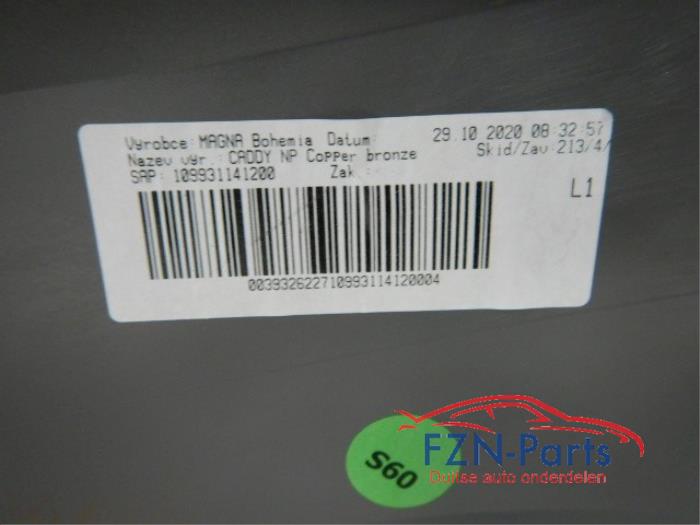 Vyrobce: MAGNA Bohemia Datum: 29.10 2020 08:32:57
Nazev vyr.: CADDY NP Copper bronze Skid/Zav:213/4/
SAP: 109931141200 Zak.:
L1
003932622710993114120004
S60
FZN-Parts
Duitse auto onderdelen